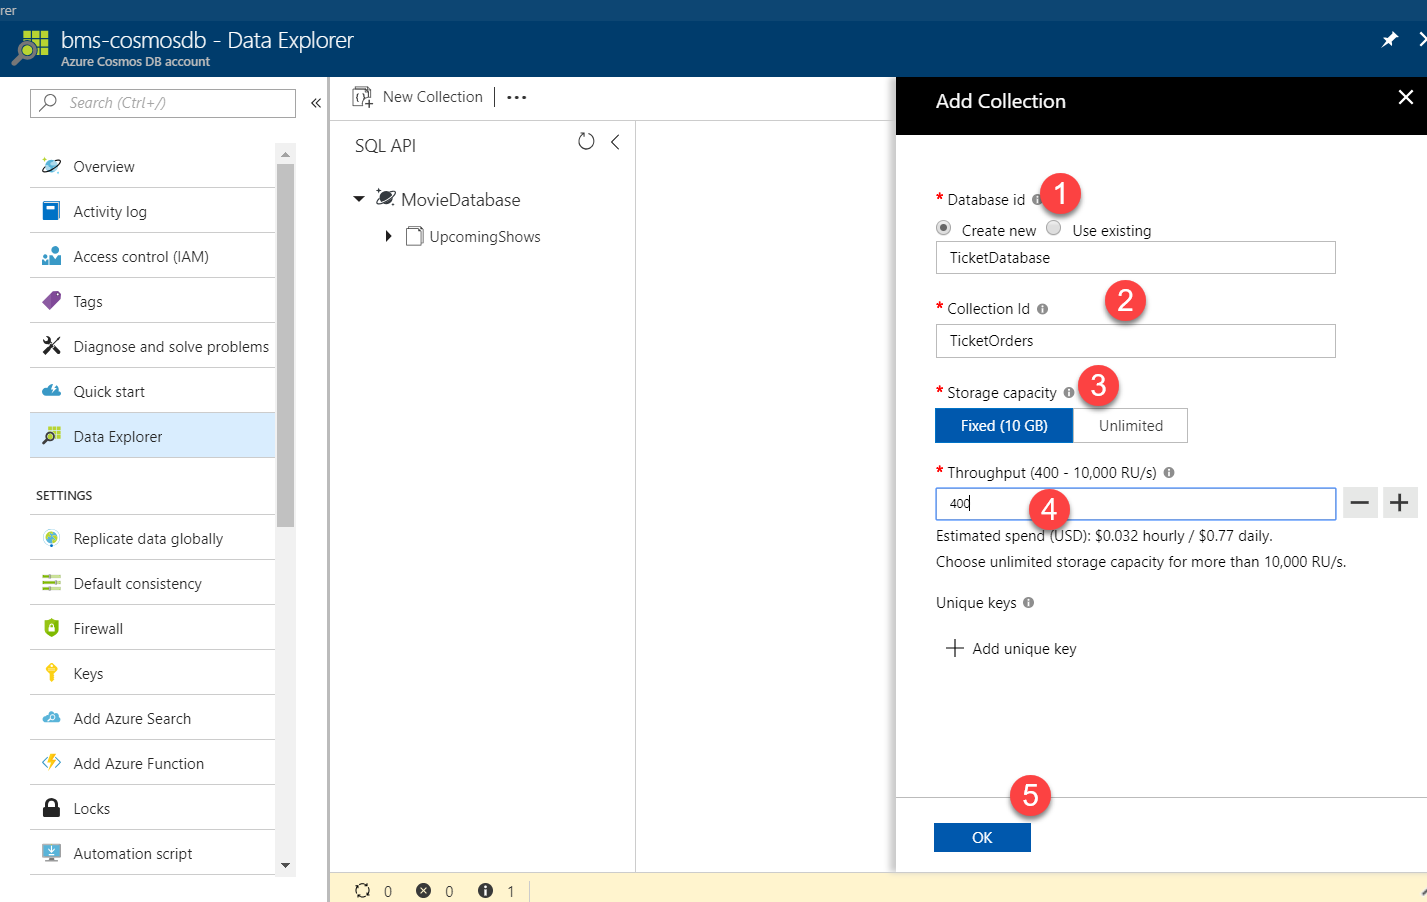 rer
bms-cosmosdb - Data Explorer
Azure Cosmos DB account
Search (Ctrl+/)
Overview
Activity log
Access control (IAM)
Tags
Diagnose and solve problems
Quick start
Data Explorer
SETTINGS
Replicate data globally
Default consistency
Firewall
Keys
Add Azure Search
Add Azure Function
Locks
Automation script
New Collection
SQL API
MovieDatabase
UpcomingShows
0 0 1
Add Collection
* Database id 1
Create new Use existing
TicketDatabase
2
* Collection Id
TicketOrders
* Storage capacity 3
Fixed (10 GB) Unlimited
* Throughput (400 - 10,000 RU/s)
400 4
Estimated spend (USD): $0.032 hourly / $0.77 daily.
Choose unlimited storage capacity for more than 10,000 RU/s.
Unique keys
Add unique key
5
OK